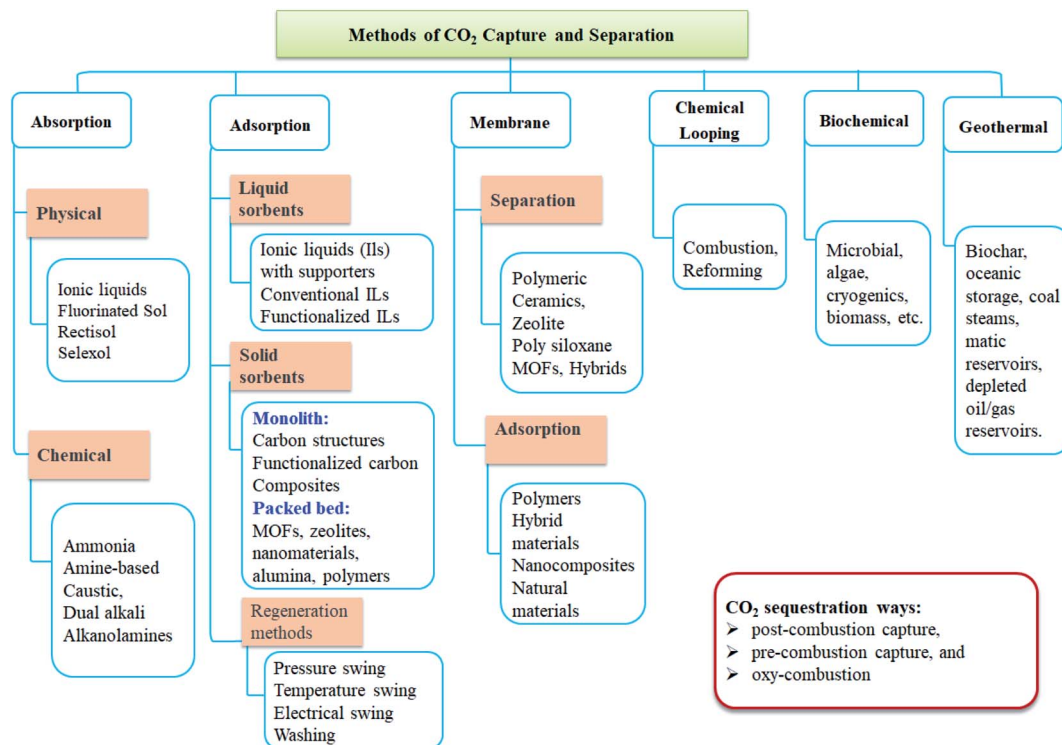 Methods of CO₂ Capture and Separation
Absorption
Adsorption
Membrane
Chemical
Looping
Biochemical
Geothermal
Physical
Ionic liquids
Fluorinated Sol
Rectisol
Selexol
Chemical
Ammonia
Amine-based
Caustic,
Dual alkali
Alkanolamines
Liquid
sorbents
Ionic liquids (Ils)
with supporters
Conventional ILs
Functionalized ILs
Solid
sorbents
Monolith:
Carbon structures
Functionalized carbon
Composites
Packed bed:
MOFs, zeolites,
nanomaterials,
alumina, polymers
Regeneration
methods
Pressure swing
Temperature swing
Electrical swing
Washing
Separation
Polymeric
Ceramics,
Zeolite
Poly siloxane
MOFs, Hybrids
Adsorption
Polymers
Hybrid
materials
Nanocomposites
Natural
materials
Combustion,
Reforming
Microbial,
algae,
cryogenics,
biomass, etc.
Biochar,
oceanic
storage, coal
steams,
matic
reservoirs,
depleted
oil/gas
reservoirs.
CO₂ sequestration ways:
➢ post-combustion capture,
➢ pre-combustion capture, and
➢ oxy-combustion